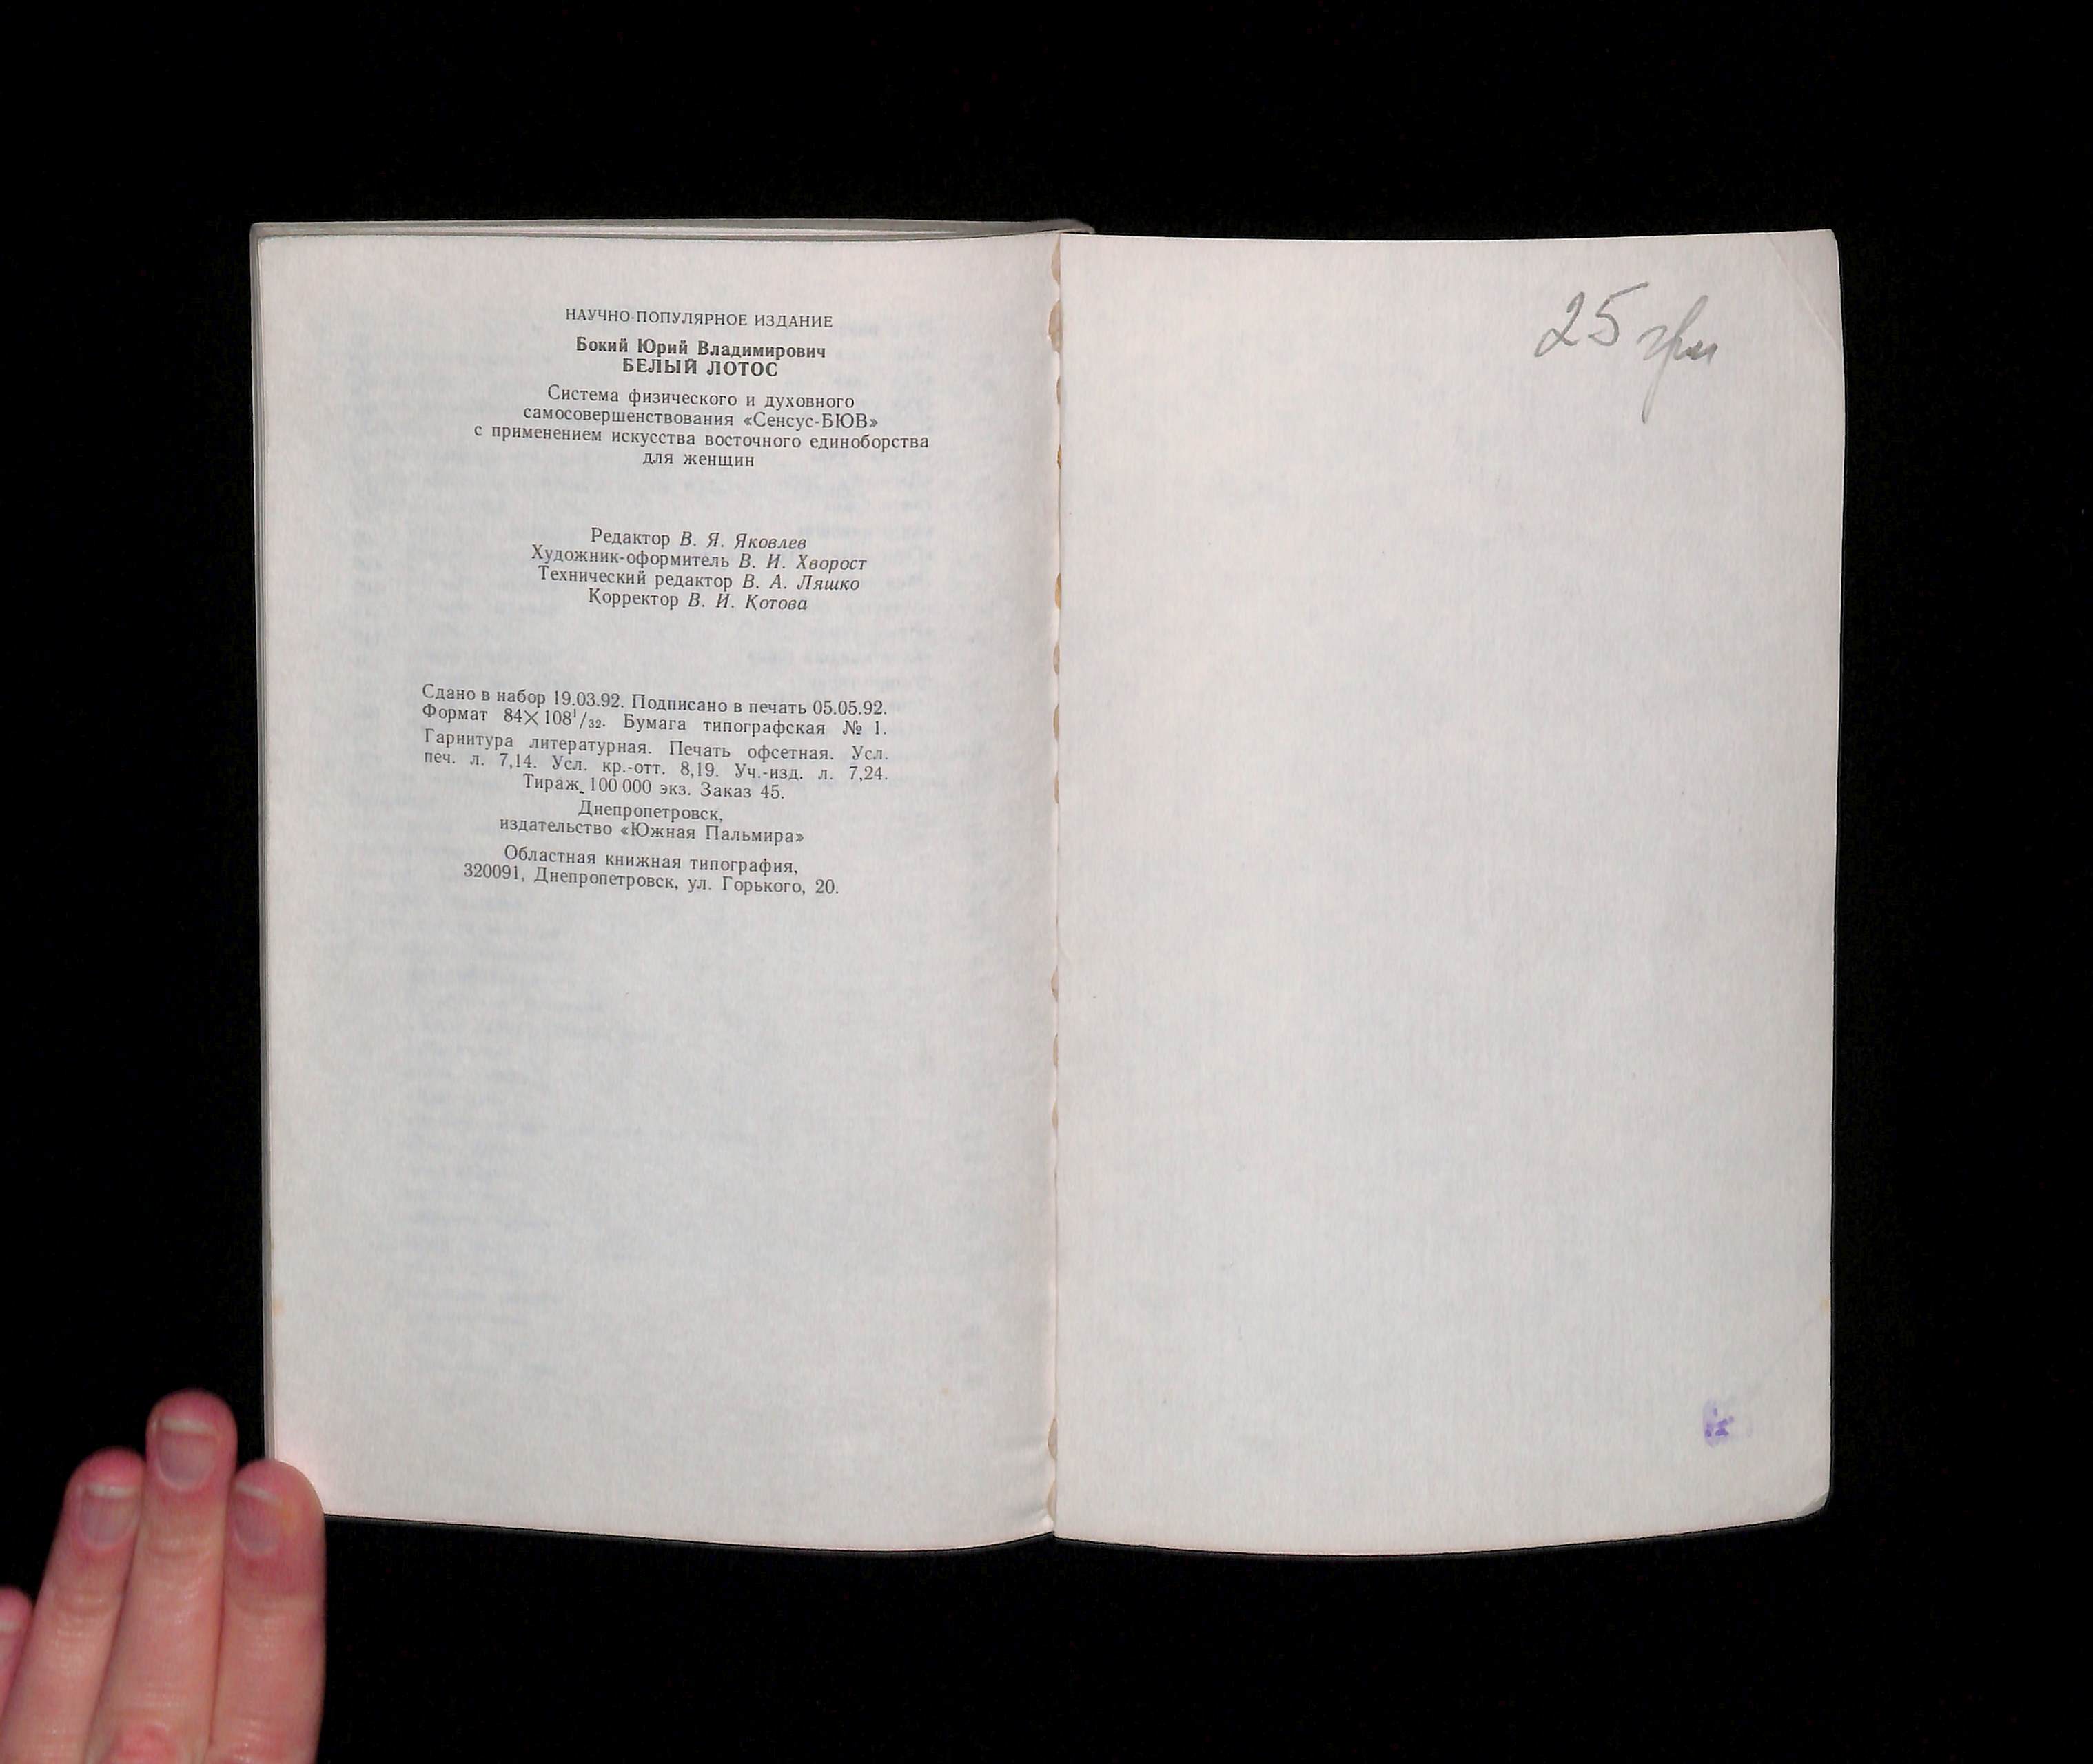 НАУЧНО-ПОПУЛЯРНОЕ ИЗДАНИЕ
Бокий Юрий Владимирович
БЕЛЫЙ ЛОТОС
Система физического и духовного
самосовершенствования «Сенсус-БЮВ»
с применением искусства восточного единоборства
для женщин
Редактор В. Я. Яковлев
Художник-оформитель В. И. Хворост
Технический редактор В. А. Ляшко
Корректор В. И. Котова
Сдано в набор 19.03.92. Подписано в печать 05.05.92.
Формат 84×108¹/₃₂. Бумага типографская № 1.
Гарнитура литературная. Печать офсетная. Усл.
печ. л. 7,14. Усл. кр.-отт. 8,19. Уч.-изд. л. 7,24.
Тираж 100 000 экз. Заказ 45.
Днепропетровск,
издательство «Южная Пальмира»
Областная книжная типография,
320091, Днепропетровск, ул. Горького, 20.
25 грн